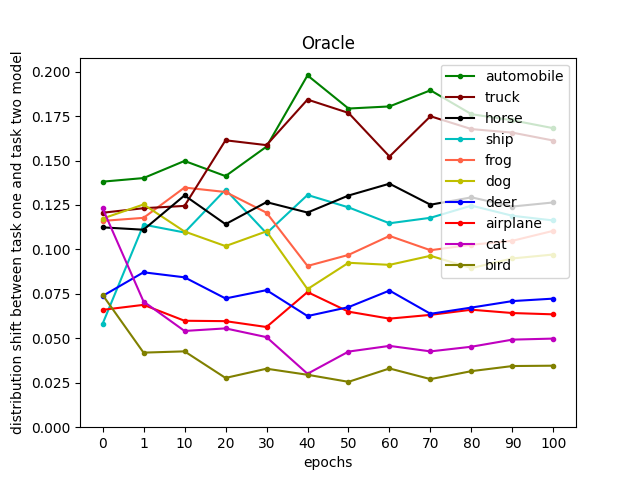 Oracle
distribution shift between task one and task two model
0.200
0.175
0.150
0.125
0.100
0.075
0.050
0.025
0.000
automobile
truck
horse
ship
frog
dog
deer
airplane
cat
bird
0 1 10 20 30 40 50 60 70 80 90 100
epochs